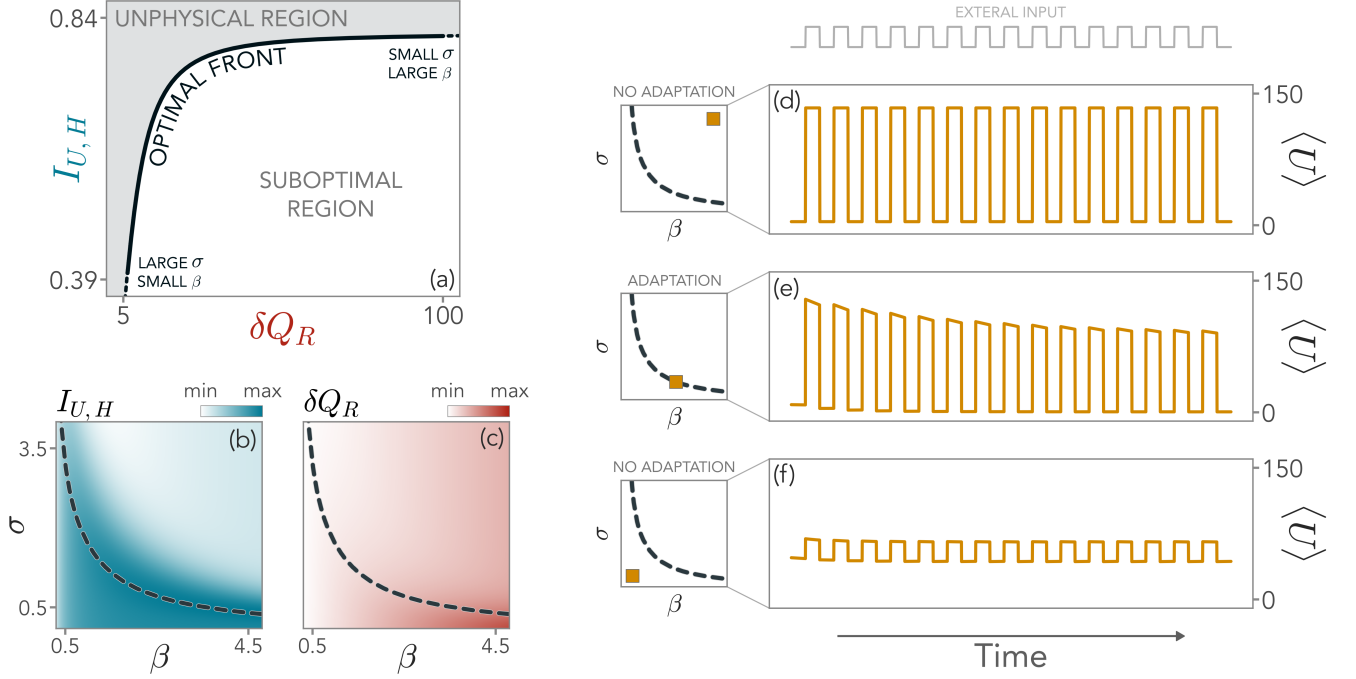 0.84
UNPHYSICAL REGION
OPTIMAL FRONT
SMALL σ
LARGE β
I_{U, H}
SUBOPTIMAL
REGION
LARGE σ
SMALL β
(a)
0.39
5
100
δQ_R
I_{U, H}
min max
(b)
3.5
σ
0.5
0.5
4.5
β
δQ_R
min max
(c)
0.5
4.5
β
EXTERAL INPUT
NO ADAPTATION
σ
β
(d)
150
⟨U⟩
0
ADAPTATION
σ
β
(e)
150
⟨U⟩
0
NO ADAPTATION
σ
β
(f)
150
⟨U⟩
0
Time